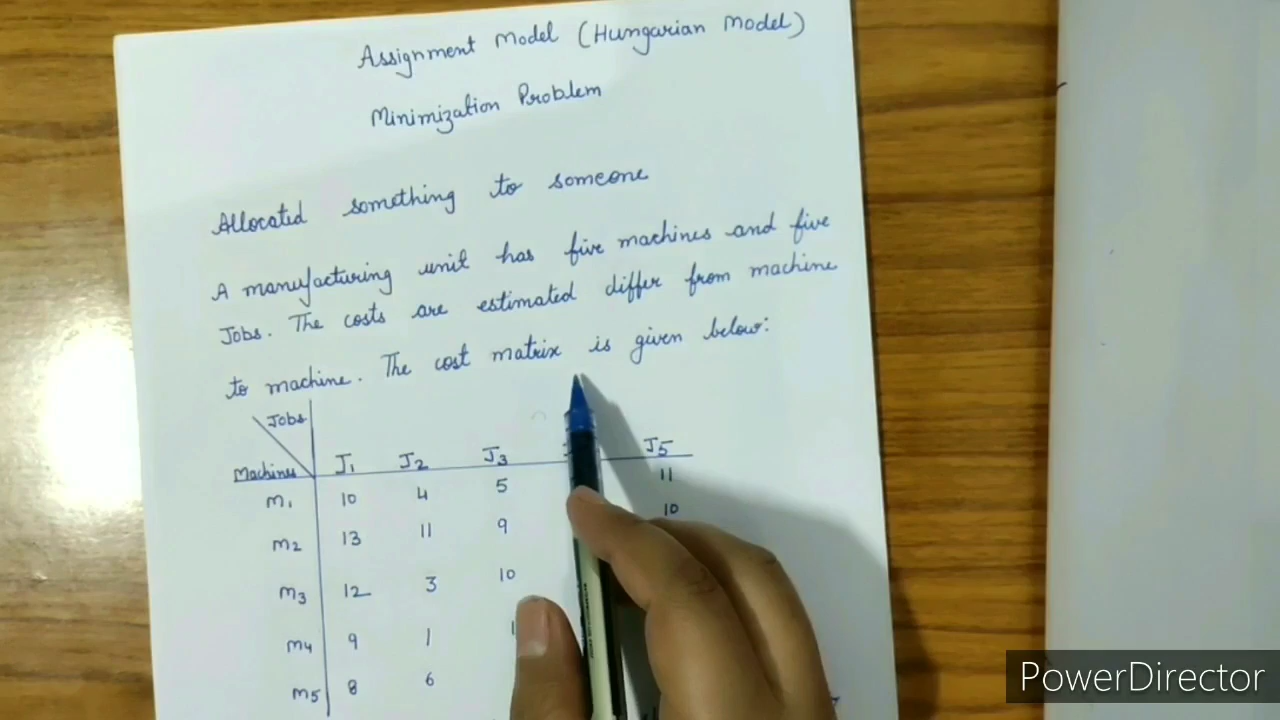 Assignment Model (Hungarian Model)
Minimization Problem
Allocated something to someone
A manufacturing unit has five machines and five
Jobs. The costs are estimated differ from machine
to machine. The cost matrix is given below:
Jobs
Machines J1 J2 J3 J5
M1 10 4 5 11
M2 13 11 9 10
M3 12 3 10
M4 9 1
M5 8 6
PowerDirector